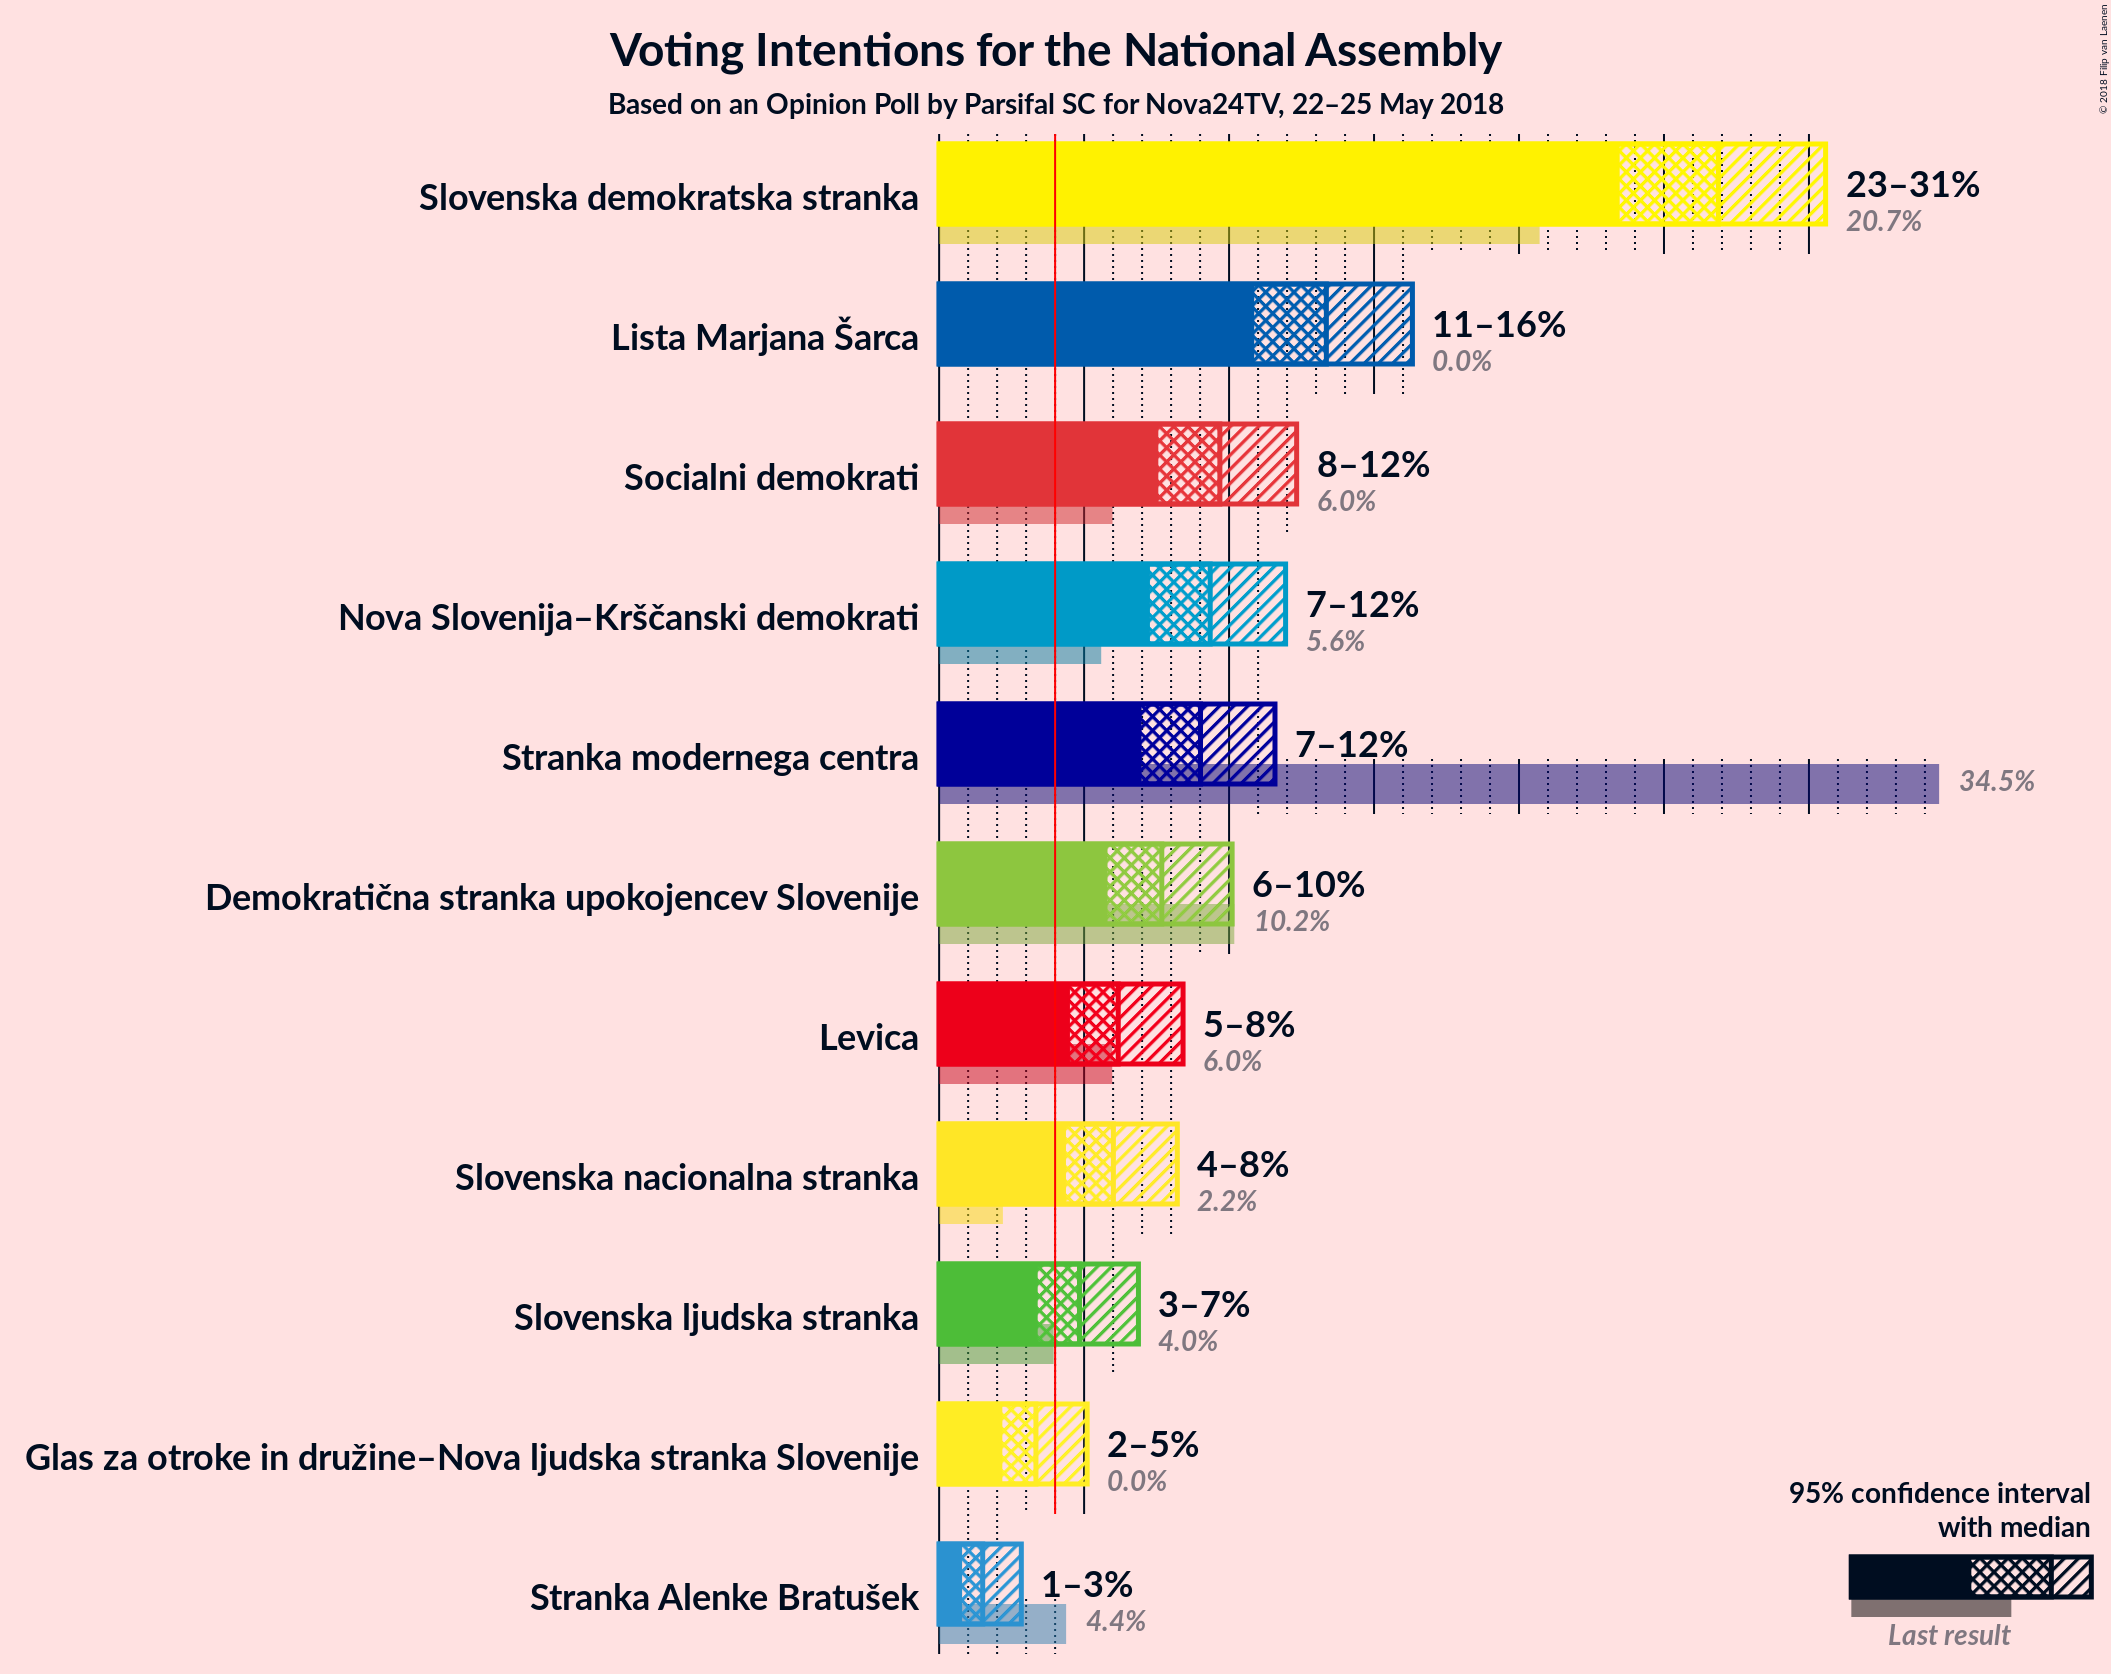 Voting Intentions for the National Assembly
Based on an Opinion Poll by Parsifal SC for Nova24TV, 22–25 May 2018
© 2018 Filip van Laenen
Slovenska demokratska stranka
23–31%
20.7%
Lista Marjana Šarca
11–16%
0.0%
Socialni demokrati
8–12%
6.0%
Nova Slovenija–Krščanski demokrati
7–12%
5.6%
Stranka modernega centra
7–12%
34.5%
Demokratična stranka upokojencev Slovenije
6–10%
10.2%
Levica
5–8%
6.0%
Slovenska nacionalna stranka
4–8%
2.2%
Slovenska ljudska stranka
3–7%
4.0%
Glas za otroke in družine–Nova ljudska stranka Slovenije
2–5%
0.0%
Stranka Alenke Bratušek
1–3%
4.4%
95% confidence interval
with median
Last result